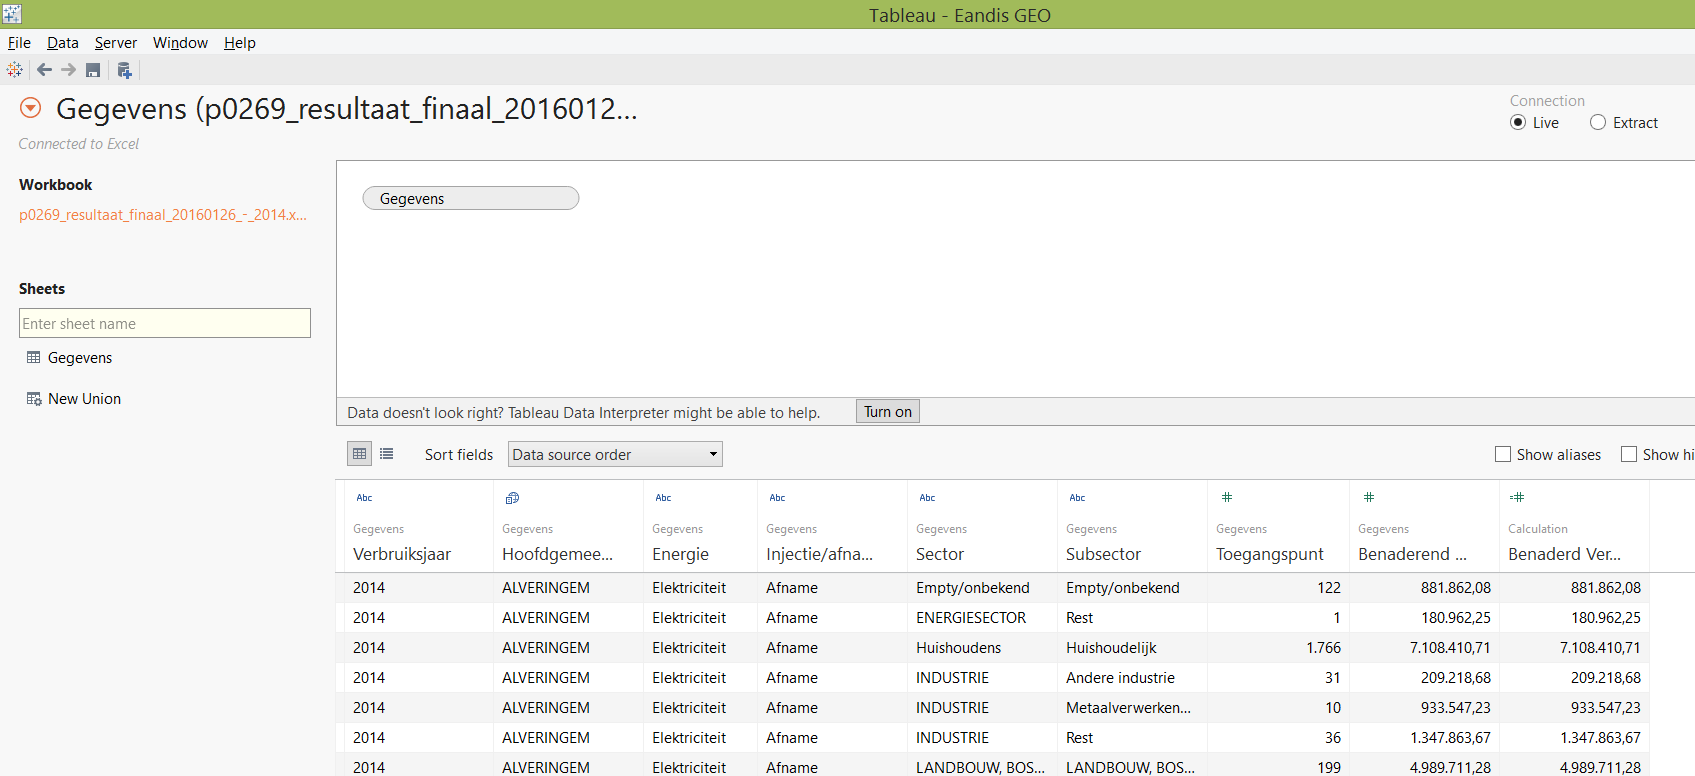 Tableau - Eandis GEO
File Data Server Window Help
Gegevens (p0269_resultaat_finaal_2016012...
Connection
Live Extract
Connected to Excel
Workbook
p0269_resultaat_finaal_20160126_-_2014.x...
Gegevens
Sheets
Enter sheet name
Gegevens
New Union
Data doesn't look right? Tableau Data Interpreter might be able to help. Turn on
Sort fields Data source order Show aliases Show hi
Abc Abc Abc Abc Abc # # =#
Gegevens Gegevens Gegevens Gegevens Gegevens Gegevens Gegevens Gegevens Calculation
Verbruiksjaar Hoofdgemee... Energie Injectie/afna... Sector Subsector Toegangspunt Benaderend ... Benaderd Ver...
2014 ALVERINGEM Elektriciteit Afname Empty/onbekend Empty/onbekend 122 881.862,08 881.862,08
2014 ALVERINGEM Elektriciteit Afname ENERGIESECTOR Rest 1 180.962,25 180.962,25
2014 ALVERINGEM Elektriciteit Afname Huishoudens Huishoudelijk 1.766 7.108.410,71 7.108.410,71
2014 ALVERINGEM Elektriciteit Afname INDUSTRIE Andere industrie 31 209.218,68 209.218,68
2014 ALVERINGEM Elektriciteit Afname INDUSTRIE Metaalverwerken... 10 933.547,23 933.547,23
2014 ALVERINGEM Elektriciteit Afname INDUSTRIE Rest 36 1.347.863,67 1.347.863,67
2014 ALVERINGEM Elektriciteit Afname LANDBOUW, BOS... LANDBOUW, BOS... 199 4.989.711,28 4.989.711,28